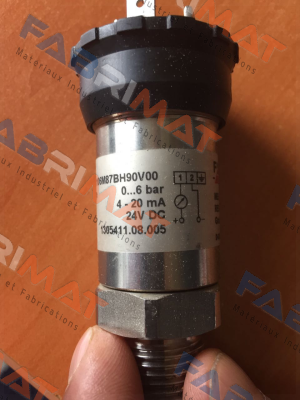 FABRIMAT
Matériaux Industriels et Fabrications
6M87BH90V00
0...6 bar
4 - 20 mA
24V DC
1305411.08.005
1 2
P